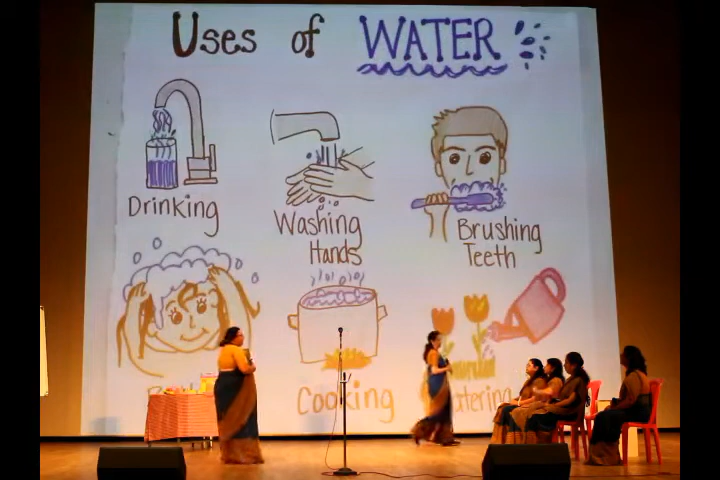 Uses of WATER
Drinking
Washing
Hands
Brushing
Teeth
Cooking